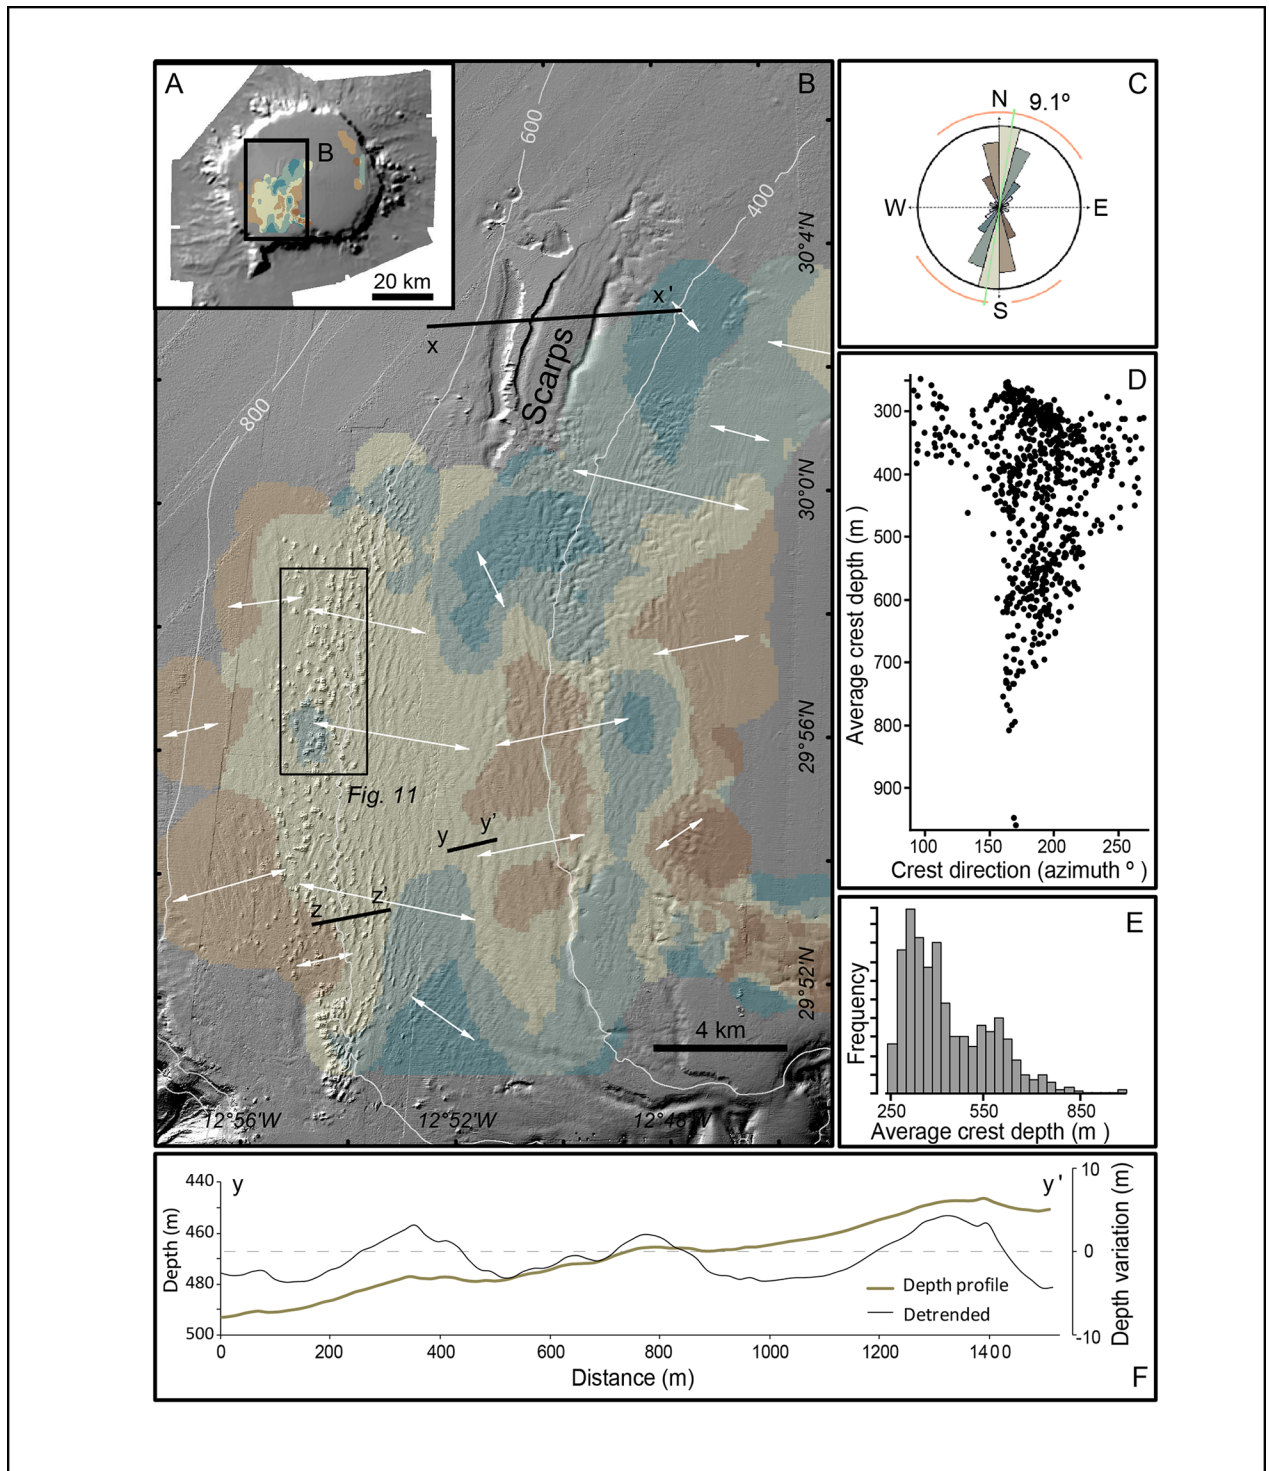 A
B
20 km
B
600
400
800
x
x'
Scarps
30°4'N
30°0'N
29°56'N
29°52'N
Fig. 11
y
y'
z
z'
4 km
12°56'W
12°52'W
12°48'W
C
N
9.1º
W
E
S
D
300
400
500
600
700
800
900
Average crest depth (m )
100
150
200
250
Crest direction (azimuth º )
E
Frequency
250
550
850
Average crest depth (m )
440
460
480
500
Depth (m)
y
y'
10
0
-10
Depth variation (m)
Depth profile
Detrended
0
200
400
600
800
1000
1200
1400
Distance (m)
F